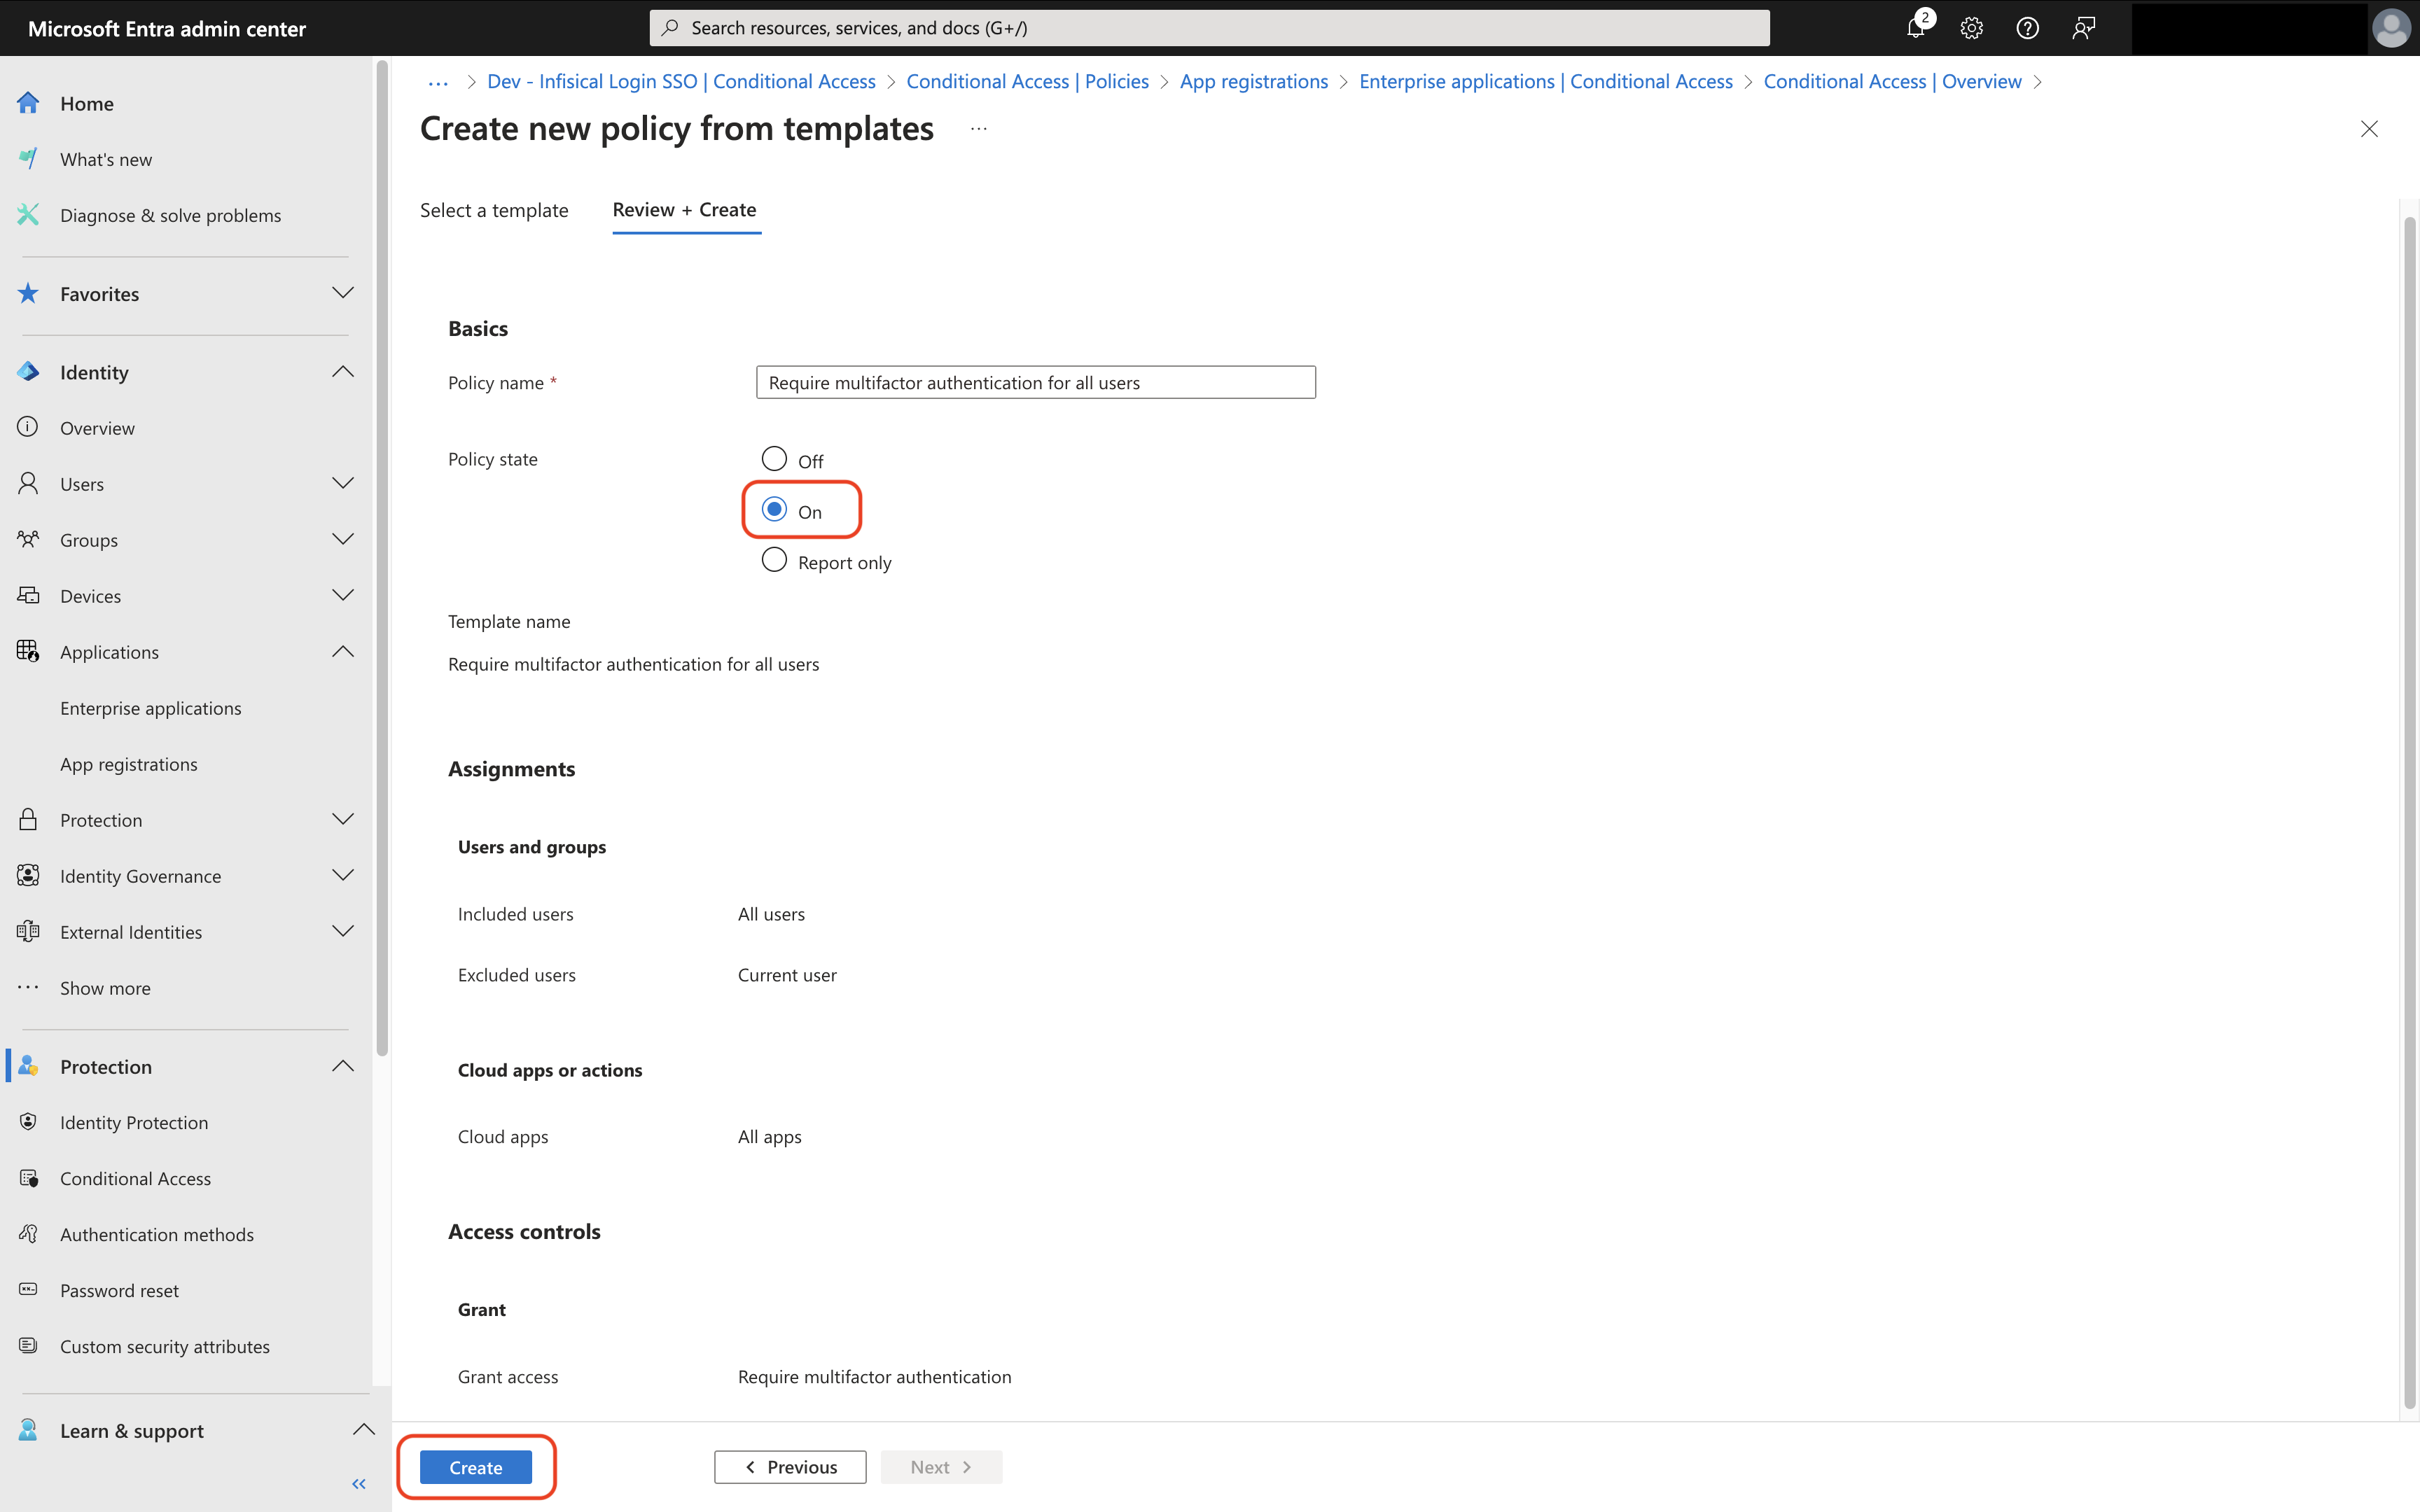 Microsoft Entra admin center
Search resources, services, and docs (G+/)
2
Home
What's new
Diagnose & solve problems
Favorites
Identity
Overview
Users
Groups
Devices
Applications
Enterprise applications
App registrations
Protection
Identity Governance
External Identities
Show more
Protection
Identity Protection
Conditional Access
Authentication methods
Password reset
Custom security attributes
Learn & support
... > Dev - Infisical Login SSO | Conditional Access > Conditional Access | Policies > App registrations > Enterprise applications | Conditional Access > Conditional Access | Overview >
Create new policy from templates ...
Select a template Review + Create
Basics
Policy name * Require multifactor authentication for all users
Policy state
Off
On
Report only
Template name
Require multifactor authentication for all users
Assignments
Users and groups
Included users All users
Excluded users Current user
Cloud apps or actions
Cloud apps All apps
Access controls
Grant
Grant access Require multifactor authentication
Create < Previous Next >